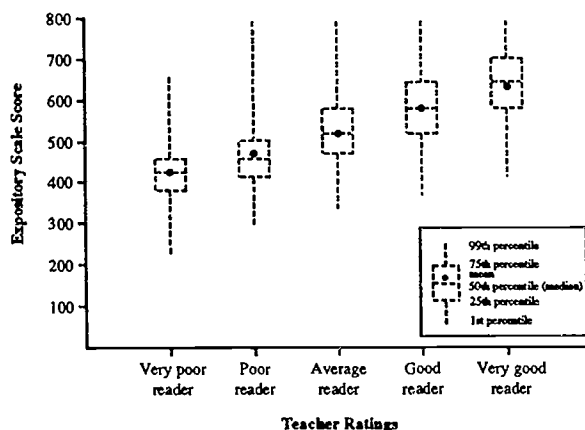 800
700
600
500
400
300
200
100
Expository Scale Score
99th percentile
75th percentile
mean
50th percentile (median)
25th percentile
1st percentile
Very poor
reader
Poor
reader
Average
reader
Good
reader
Very good
reader
Teacher Ratings